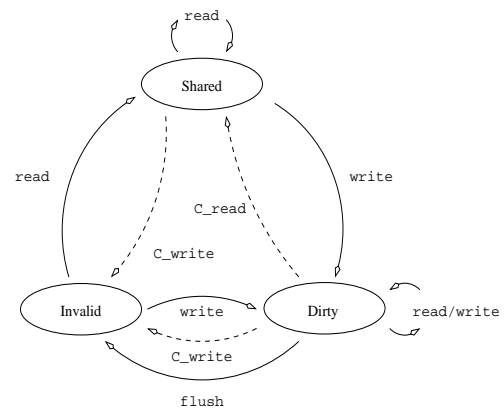 read
Shared
read
write
C_read
C_write
Invalid
write
Dirty
read/write
C_write
flush